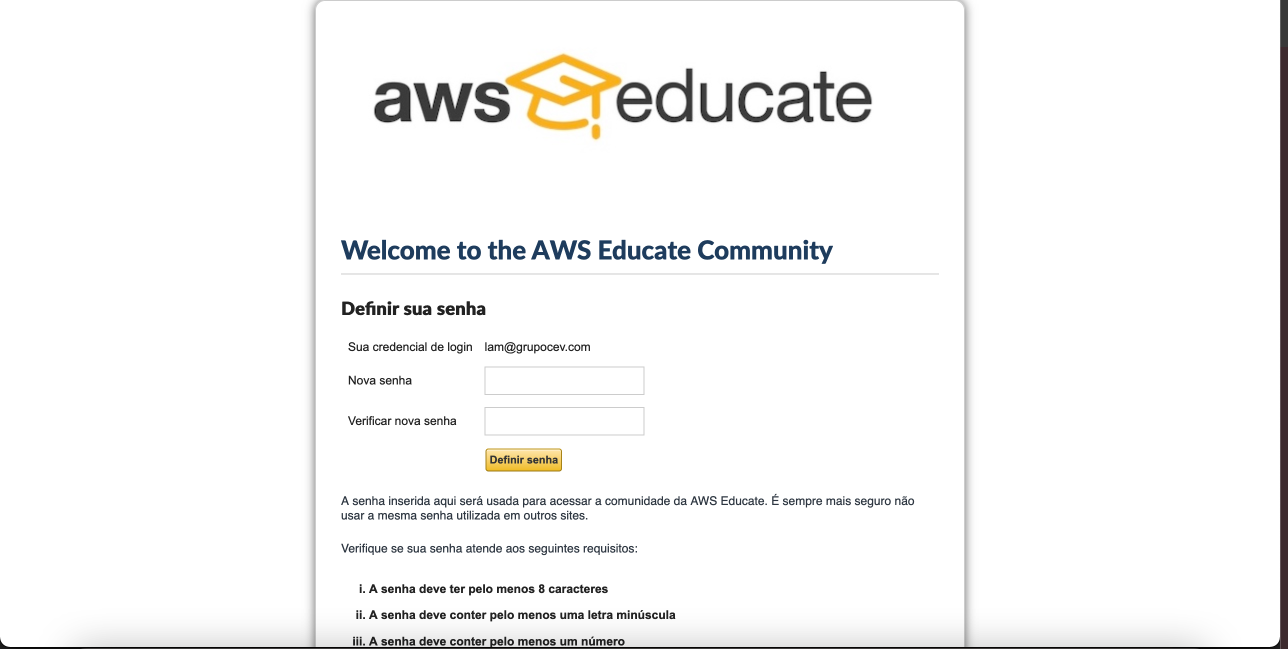 aws educate
Welcome to the AWS Educate Community
Definir sua senha
Sua credencial de login lam@grupocev.com
Nova senha
Verificar nova senha
Definir senha
A senha inserida aqui será usada para acessar a comunidade da AWS Educate. É sempre mais seguro não
usar a mesma senha utilizada em outros sites.
Verifique se sua senha atende aos seguintes requisitos:
i. A senha deve ter pelo menos 8 caracteres
ii. A senha deve conter pelo menos uma letra minúscula
iii. A senha deve conter pelo menos um número